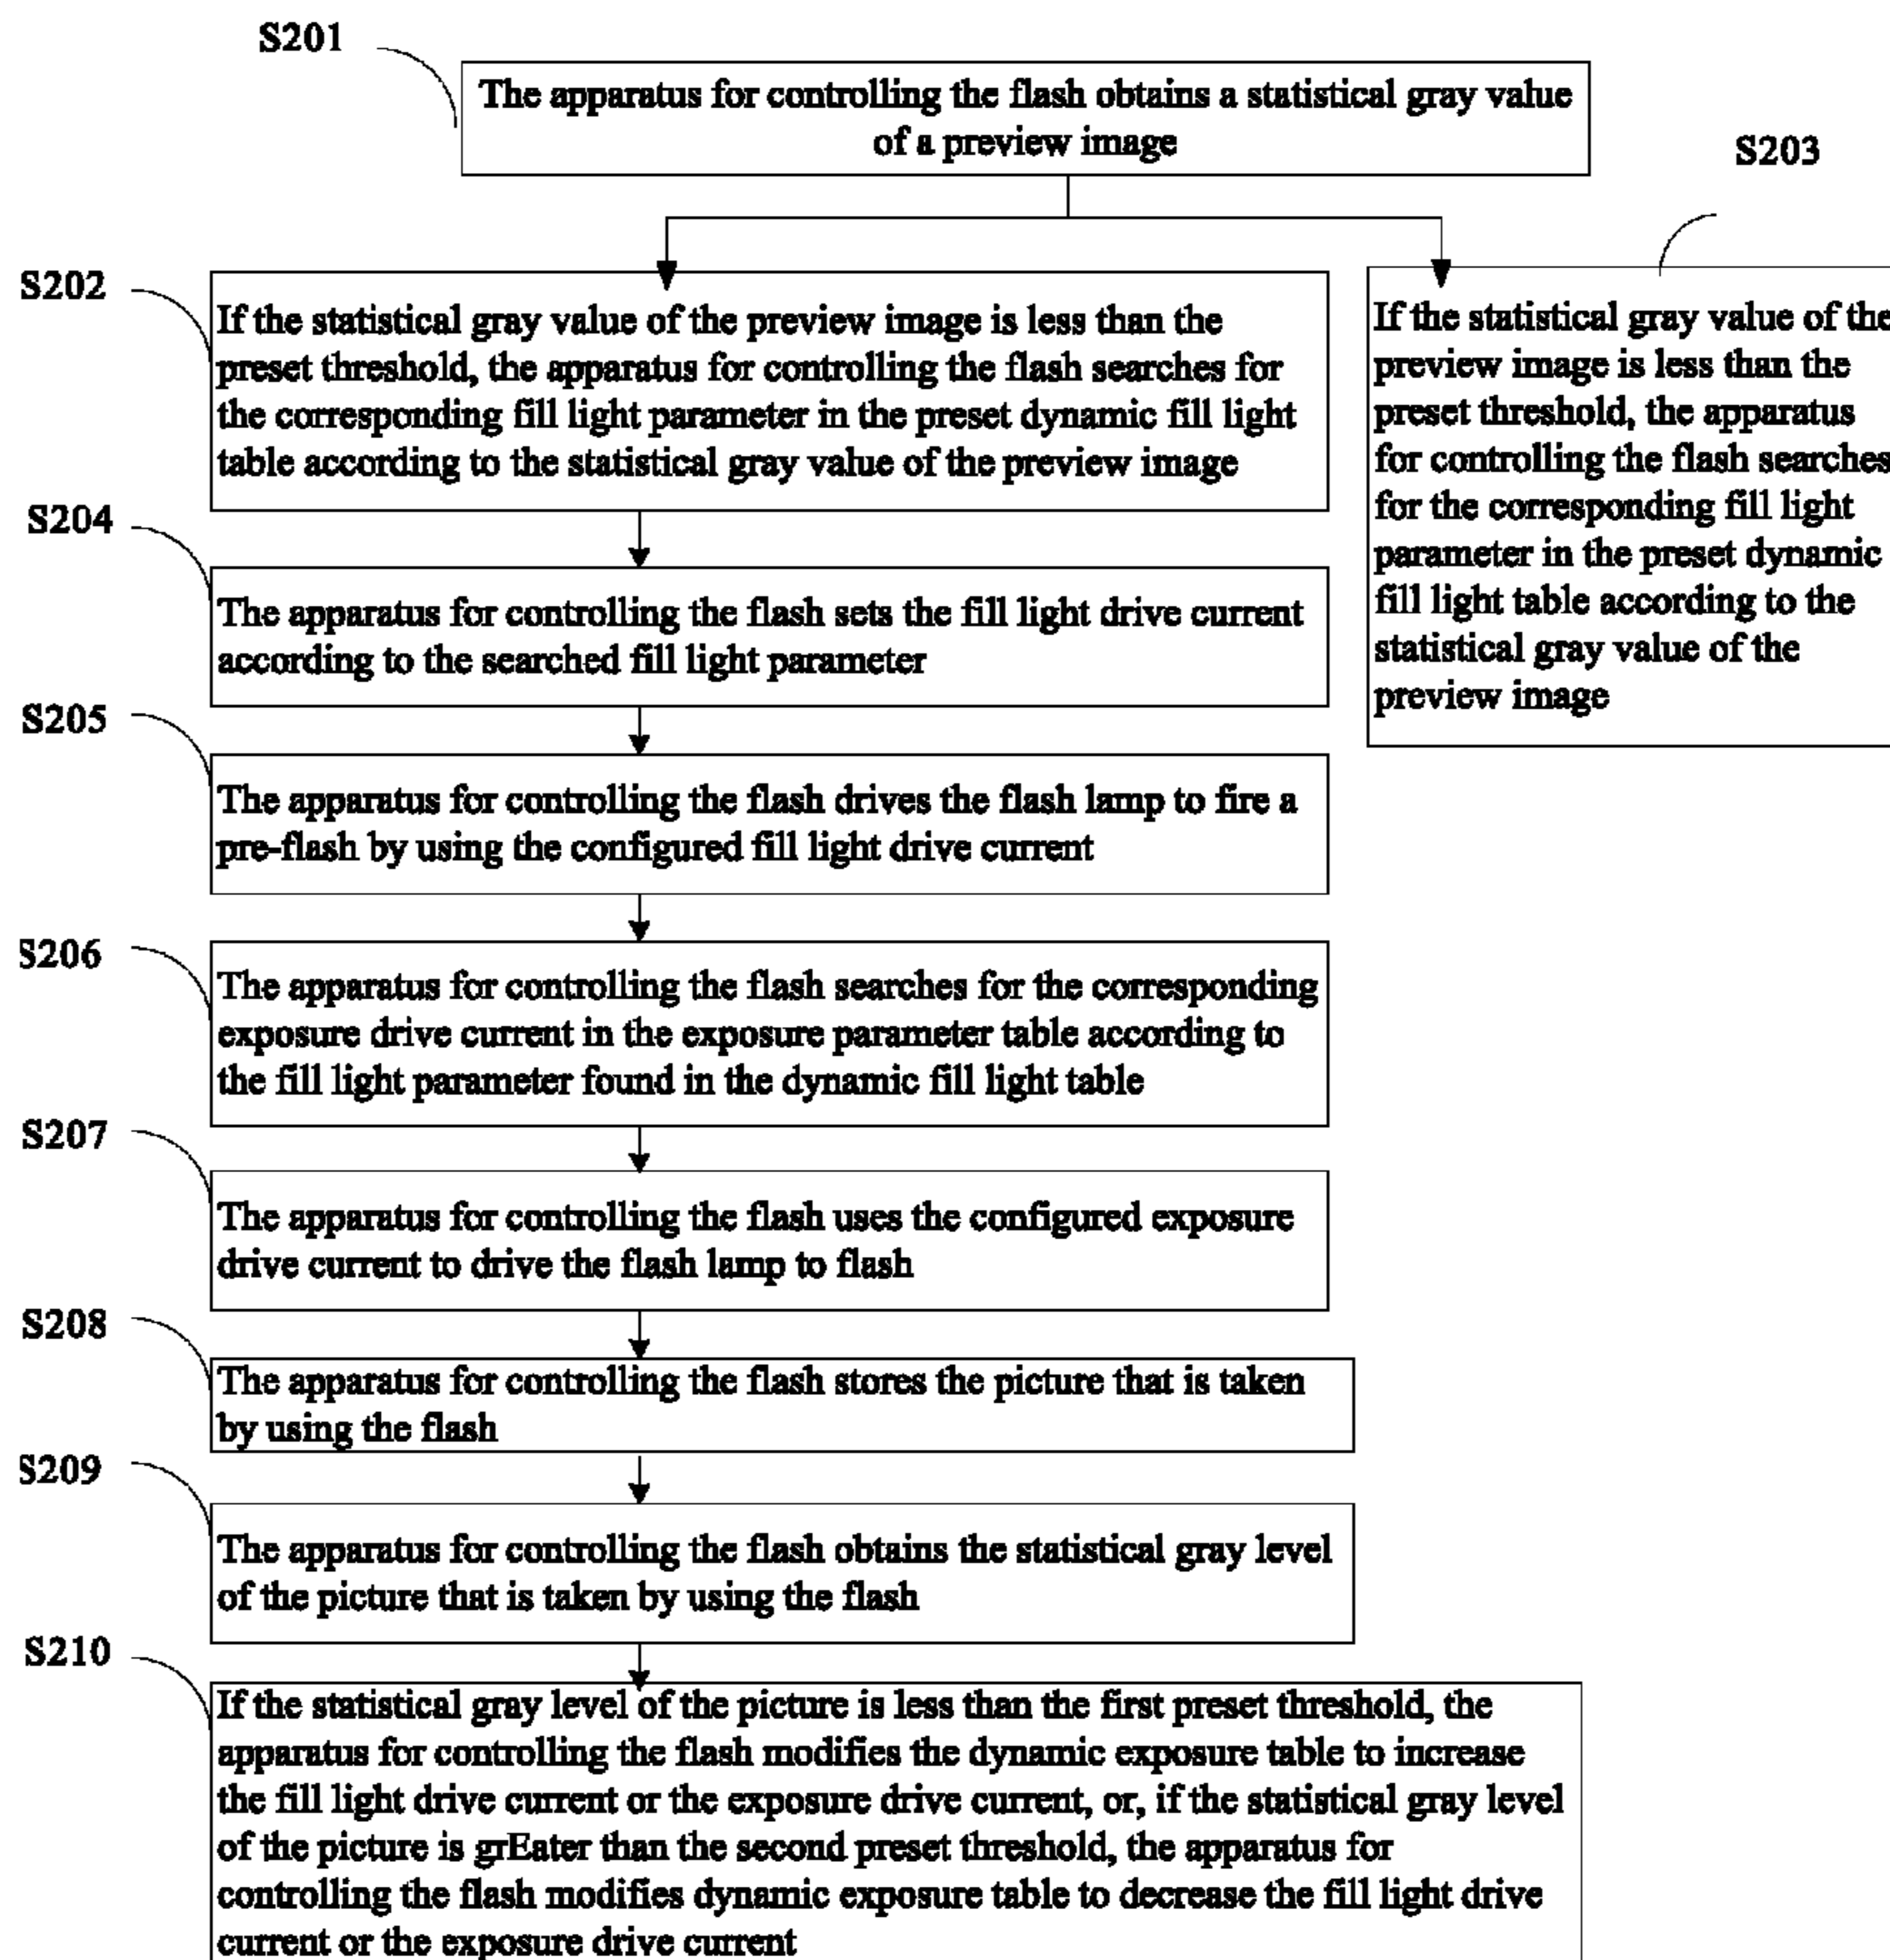 S201
The apparatus for controlling the flash obtains a statistical gray value
of a preview image
S203
S202
If the statistical gray value of the preview image is less than the
preset threshold, the apparatus for controlling the flash searches for
the corresponding fill light parameter in the preset dynamic fill light
table according to the statistical gray value of the preview image
If the statistical gray value of the
preview image is less than the
preset threshold, the apparatus
for controlling the flash searches
for the corresponding fill light
parameter in the preset dynamic
fill light table according to the
statistical gray value of the
preview image
S204
The apparatus for controlling the flash sets the fill light drive current
according to the searched fill light parameter
S205
The apparatus for controlling the flash drives the flash lamp to fire a
pre-flash by using the configured fill light drive current
S206
The apparatus for controlling the flash searches for the corresponding
exposure drive current in the exposure parameter table according to
the fill light parameter found in the dynamic fill light table
S207
The apparatus for controlling the flash uses the configured exposure
drive current to drive the flash lamp to flash
S208
The apparatus for controlling the flash stores the picture that is taken
by using the flash
S209
The apparatus for controlling the flash obtains the statistical gray level
of the picture that is taken by using the flash
S210
If the statistical gray level of the picture is less than the first preset threshold, the
apparatus for controlling the flash modifies the dynamic exposure table to increase
the fill light drive current or the exposure drive current, or, if the statistical gray level
of the picture is grEater than the second preset threshold, the apparatus for
controlling the flash modifies dynamic exposure table to decrease the fill light drive
current or the exposure drive current